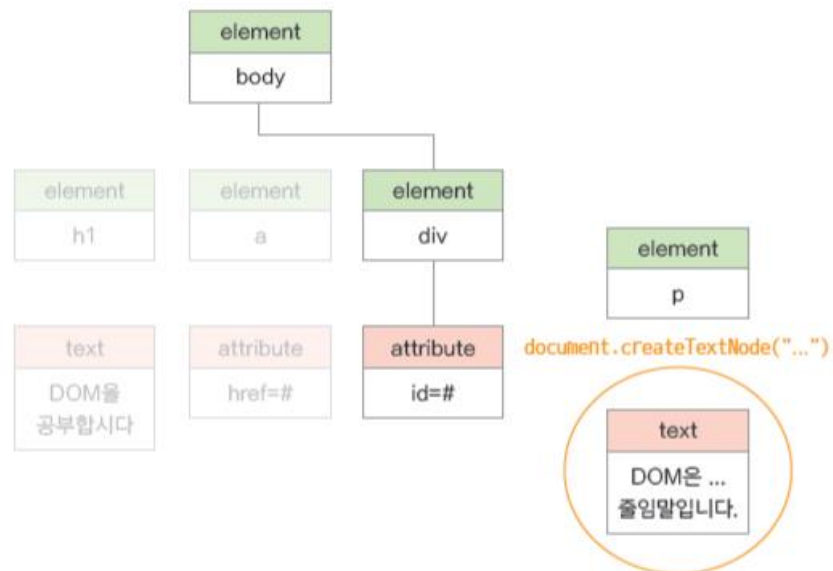 element
body
element
h1
element
a
element
div
element
p
text
DOM을
공부합시다
attribute
href=#
attribute
id=#
document.createTextNode("...")
text
DOM은 ...
줄임말입니다.